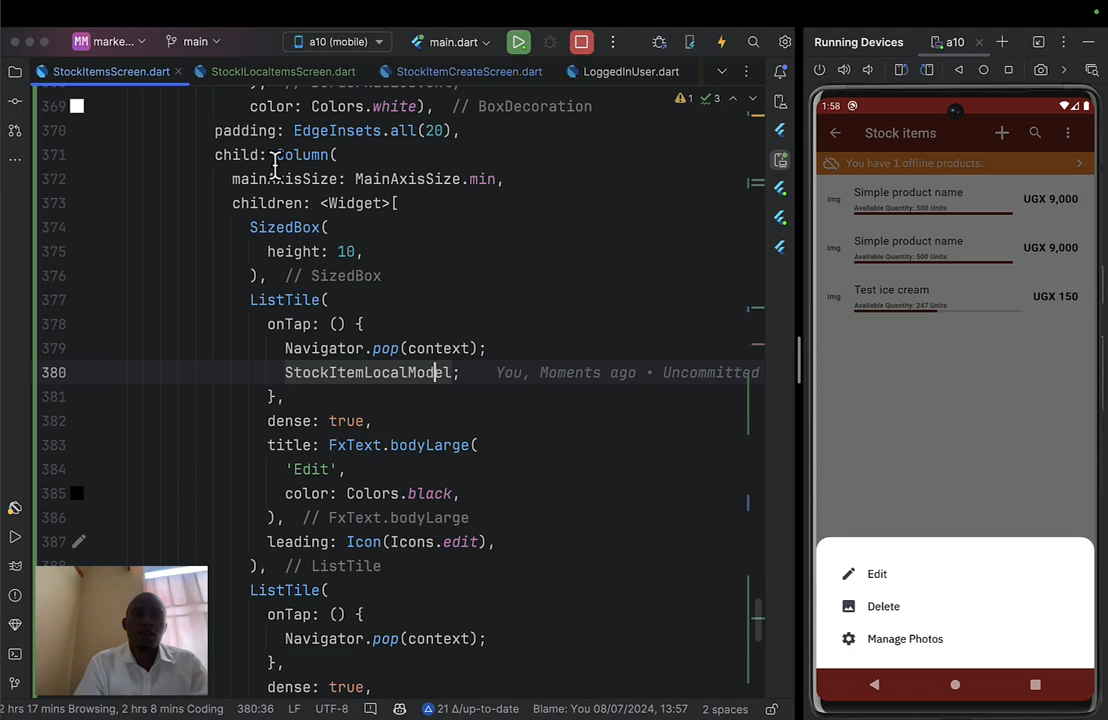 MM marke... main a10 (mobile) main.dart
Running Devices a10
StockItemsScreen.dart StockILocaItemsScreen.dart StockItemCreateScreen.dart LoggedInUser.dart
369 color: Colors.white), // BoxDecoration
1 3
370 padding: EdgeInsets.all(20),
371 child: Column(
372 mainAxisSize: MainAxisSize.min,
373 children: <Widget>[
374 SizedBox(
375 height: 10,
376 ), // SizedBox
377 ListTile(
378 onTap: () {
379 Navigator.pop(context);
380 StockItemLocalModel; You, Moments ago • Uncommitted
381 },
382 dense: true,
383 title: FxText.bodyLarge(
384 'Edit',
385 color: Colors.black,
386 ), // FxText.bodyLarge
387 leading: Icon(Icons.edit),
), // ListTile
ListTile(
onTap: () {
Navigator.pop(context);
},
dense: true,
1:58
Stock items
You have 1 offline products.
img Simple product name UGX 9,000
Available Quantity: 500 Units
img Simple product name UGX 9,000
Available Quantity: 500 Units
img Test ice cream UGX 150
Available Quantity: 247 Units
Edit
Delete
Manage Photos
2 hrs 17 mins Browsing, 2 hrs 8 mins Coding 380:36 LF UTF-8 21 Δ/up-to-date Blame: You 08/07/2024, 13:57 2 spaces